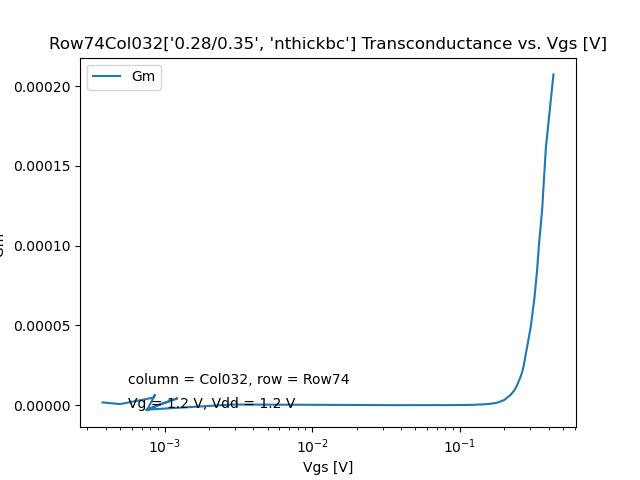 Row74Col032['0.28/0.35', 'nthickbc'] Transconductance vs. Vgs [V]
Gm
0.00020
0.00015
0.00010
0.00005
0.00000
column = Col032, row = Row74
Vg = 1.2 V, Vdd = 1.2 V
10⁻³ 10⁻² 10⁻¹
Vgs [V]